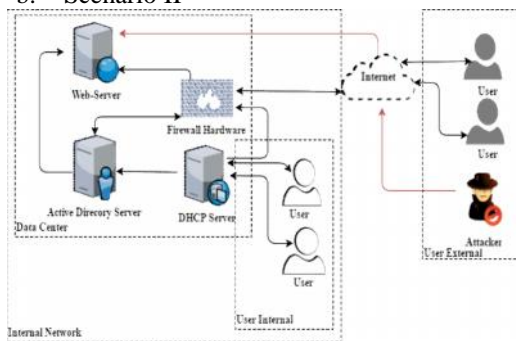 b. Scenario II
Web-Server
Internet
User
Firewall Hardware
User
Active Direcory Server
DHCP Server
User
Attacker
Data Center
User External
User
User Internal
Internal Network